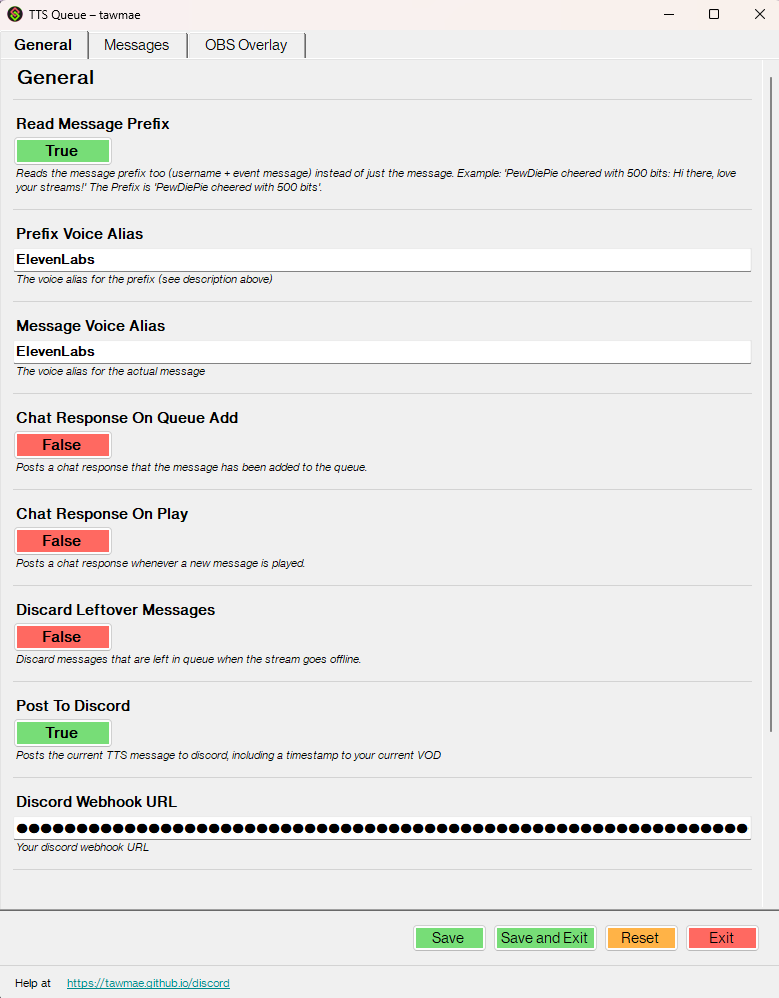 TTS Queue – tawmae
General
Messages
OBS Overlay
General
Read Message Prefix
True
Reads the message prefix too (username + event message) instead of just the message. Example: 'PewDiePie cheered with 500 bits: Hi there, love
your streams!' The Prefix is 'PewDiePie cheered with 500 bits'.
Prefix Voice Alias
ElevenLabs
The voice alias for the prefix (see description above)
Message Voice Alias
ElevenLabs
The voice alias for the actual message
Chat Response On Queue Add
False
Posts a chat response that the message has been added to the queue.
Chat Response On Play
False
Posts a chat response whenever a new message is played.
Discard Leftover Messages
False
Discard messages that are left in queue when the stream goes offline.
Post To Discord
True
Posts the current TTS message to discord, including a timestamp to your current VOD
Discord Webhook URL
Your discord webhook URL
Save
Save and Exit
Reset
Exit
Help at https://tawmae.github.io/discord